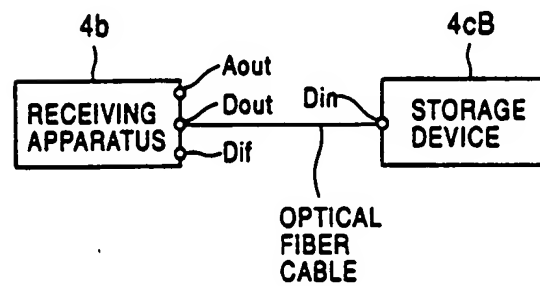 4b
4cB
Aout
Dout
Din
RECEIVING
APPARATUS
STORAGE
DEVICE
Dif
OPTICAL
FIBER
CABLE